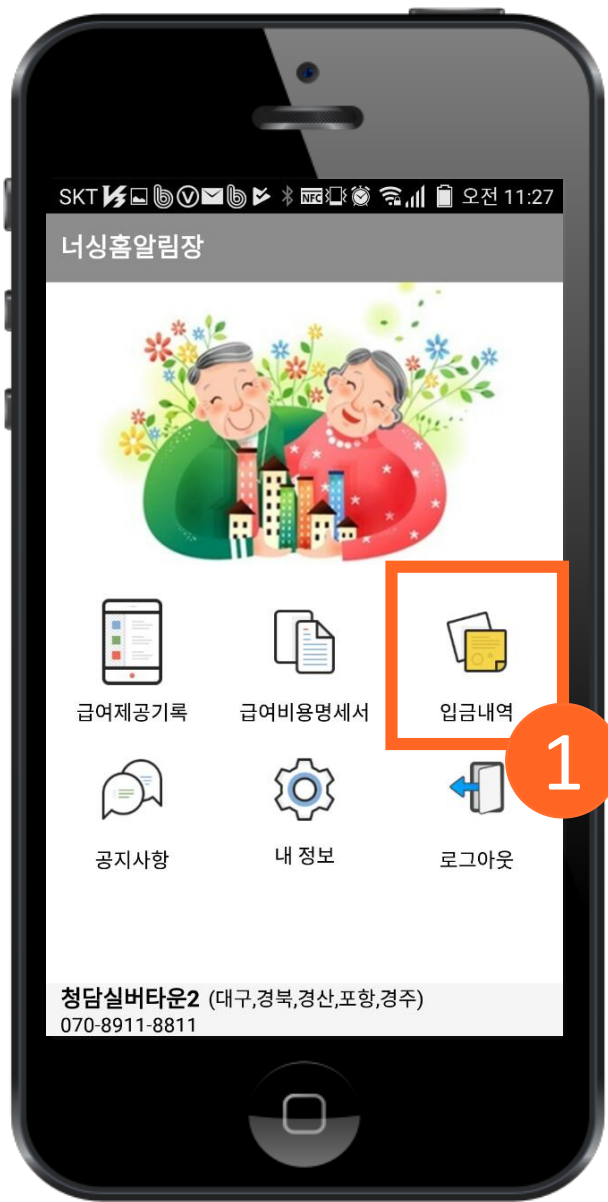 SKT NFC 오전 11:27
너싱홈알림장
급여제공기록 급여비용명세서 입금내역
1
공지사항 내 정보 로그아웃
청담실버타운2 (대구,경북,경산,포항,경주)
070-8911-8811